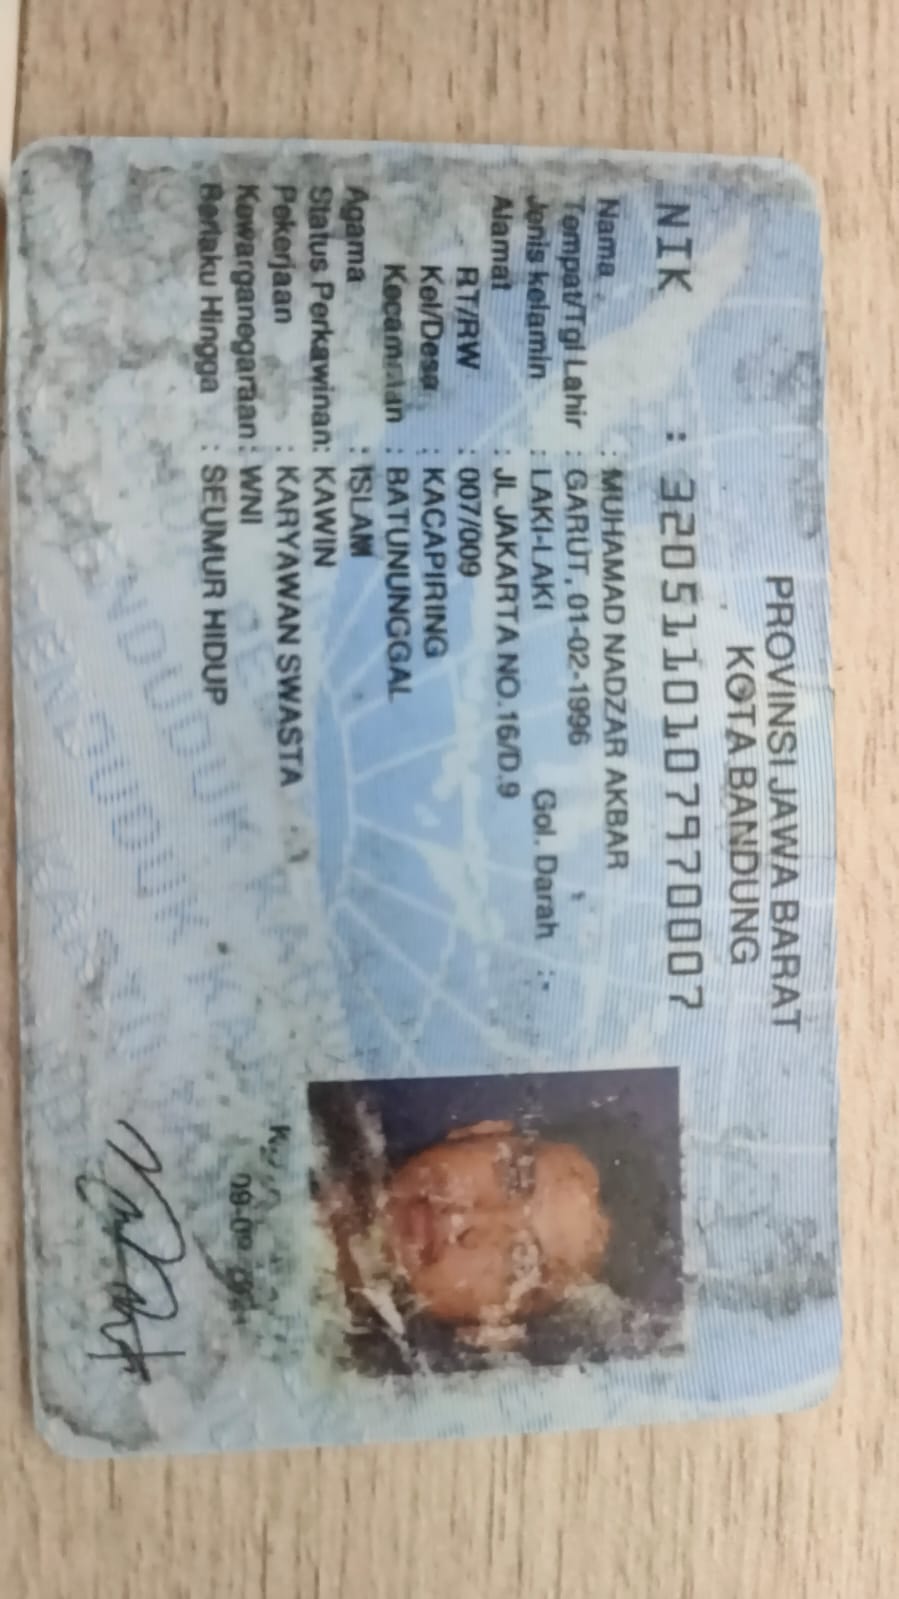 PROVINSI JAWA BARAT
KOTA BANDUNG
NIK : 3205110107970007
Nama : MUHAMAD NADZAR AKBAR
Tempat/Tgl Lahir : GARUT, 01-02-1996
Jenis kelamin : LAKI-LAKI Gol. Darah :
Alamat : JL JAKARTA NO.16/D.9
RT/RW : 007/009
Kel/Desa : KACAPIRING
Kecamatan : BATUNUNGGAL
Agama : ISLAM
Status Perkawinan: KAWIN
Pekerjaan : KARYAWAN SWASTA
Kewarganegaraan: WNI
Berlaku Hingga : SEUMUR HIDUP